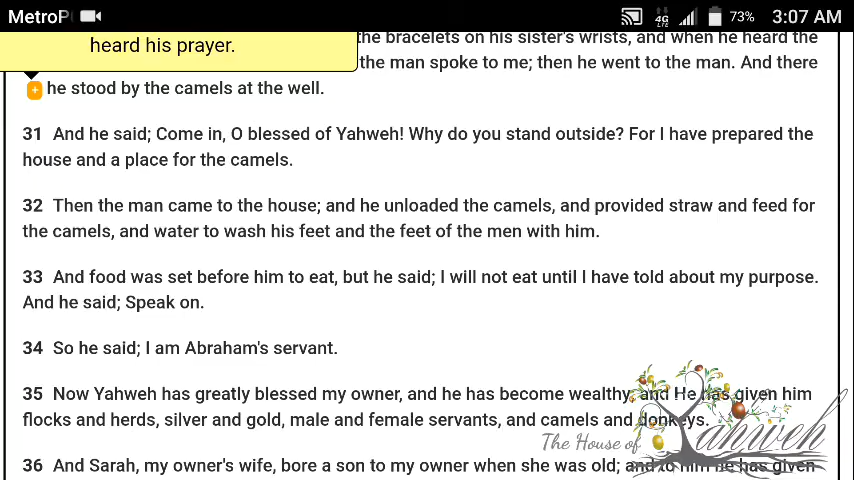 MetroP 4G 73% 3:07 AM
heard his prayer.
the bracelets on his sister's wrists, and when he heard the
the man spoke to me; then he went to the man. And there
he stood by the camels at the well.
31 And he said; Come in, O blessed of Yahweh! Why do you stand outside? For I have prepared the
house and a place for the camels.
32 Then the man came to the house; and he unloaded the camels, and provided straw and feed for
the camels, and water to wash his feet and the feet of the men with him.
33 And food was set before him to eat, but he said; I will not eat until I have told about my purpose.
And he said; Speak on.
34 So he said; I am Abraham's servant.
35 Now Yahweh has greatly blessed my owner, and he has become wealthy, and He has given him
flocks and herds, silver and gold, male and female servants, and camels and donkeys.
The House of Yahweh
36 And Sarah, my owner's wife, bore a son to my owner when she was old; and to him he has given